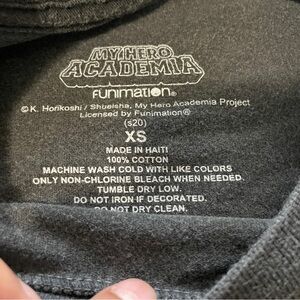 MY HERO
ACADEMIA
FUNIMATION®
©K. Horikoshi / Shueisha, My Hero Academia Project
Licensed by Funimation®
(s20)
XS
MADE IN HAITI
100% COTTON
MACHINE WASH COLD WITH LIKE COLORS
ONLY NON-CHLORINE BLEACH WHEN NEEDED.
TUMBLE DRY LOW.
DO NOT IRON IF DECORATED.
DO NOT DRY CLEAN.